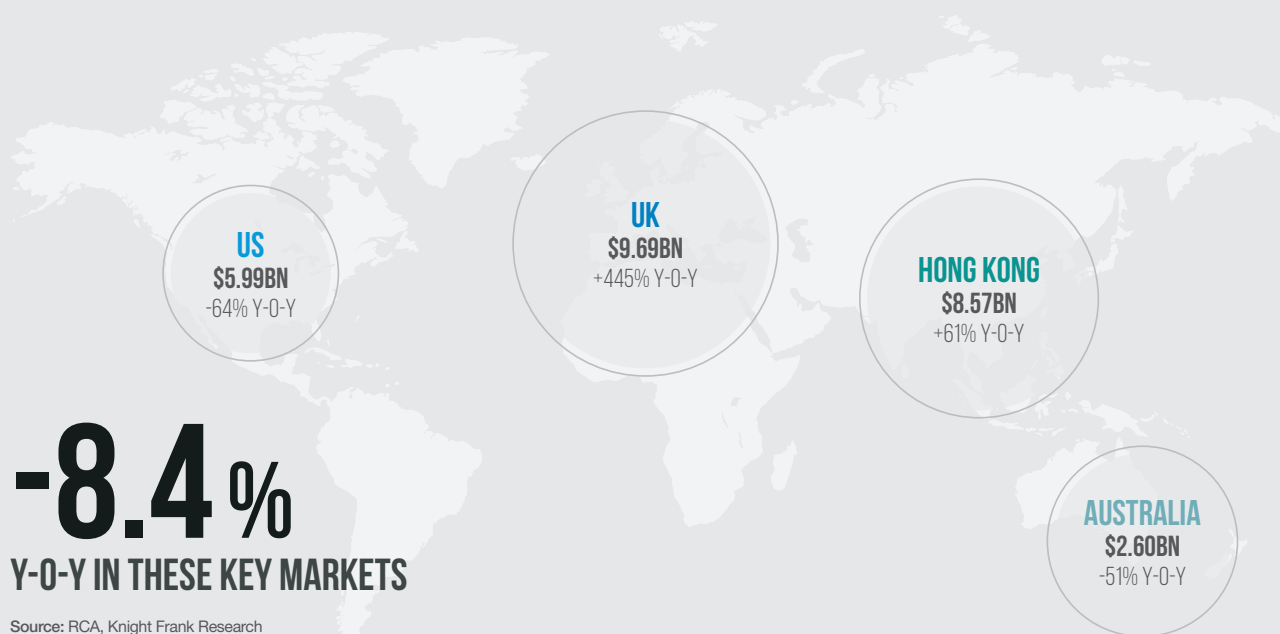 US
$5.99BN
-64% Y-O-Y
UK
$9.69BN
+445% Y-O-Y
HONG KONG
$8.57BN
+61% Y-O-Y
AUSTRALIA
$2.60BN
-51% Y-O-Y
-8.4%
Y-O-Y IN THESE KEY MARKETS
Source: RCA, Knight Frank Research